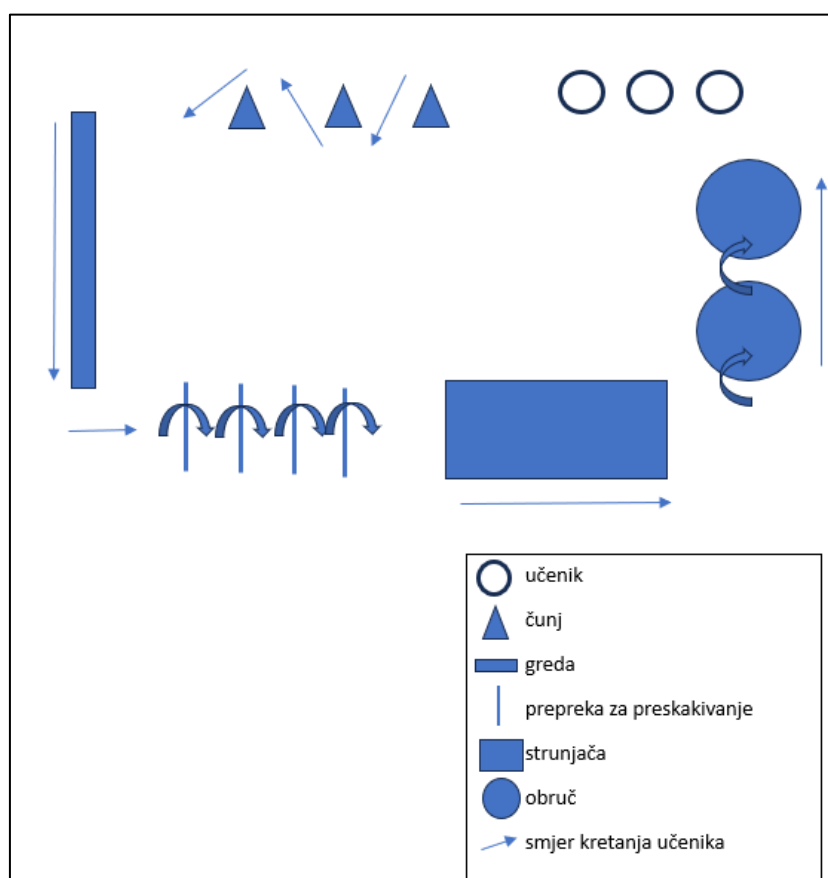 učenik
čunj
greda
prepreka za preskakivanje
strunjača
obruč
smjer kretanja učenika